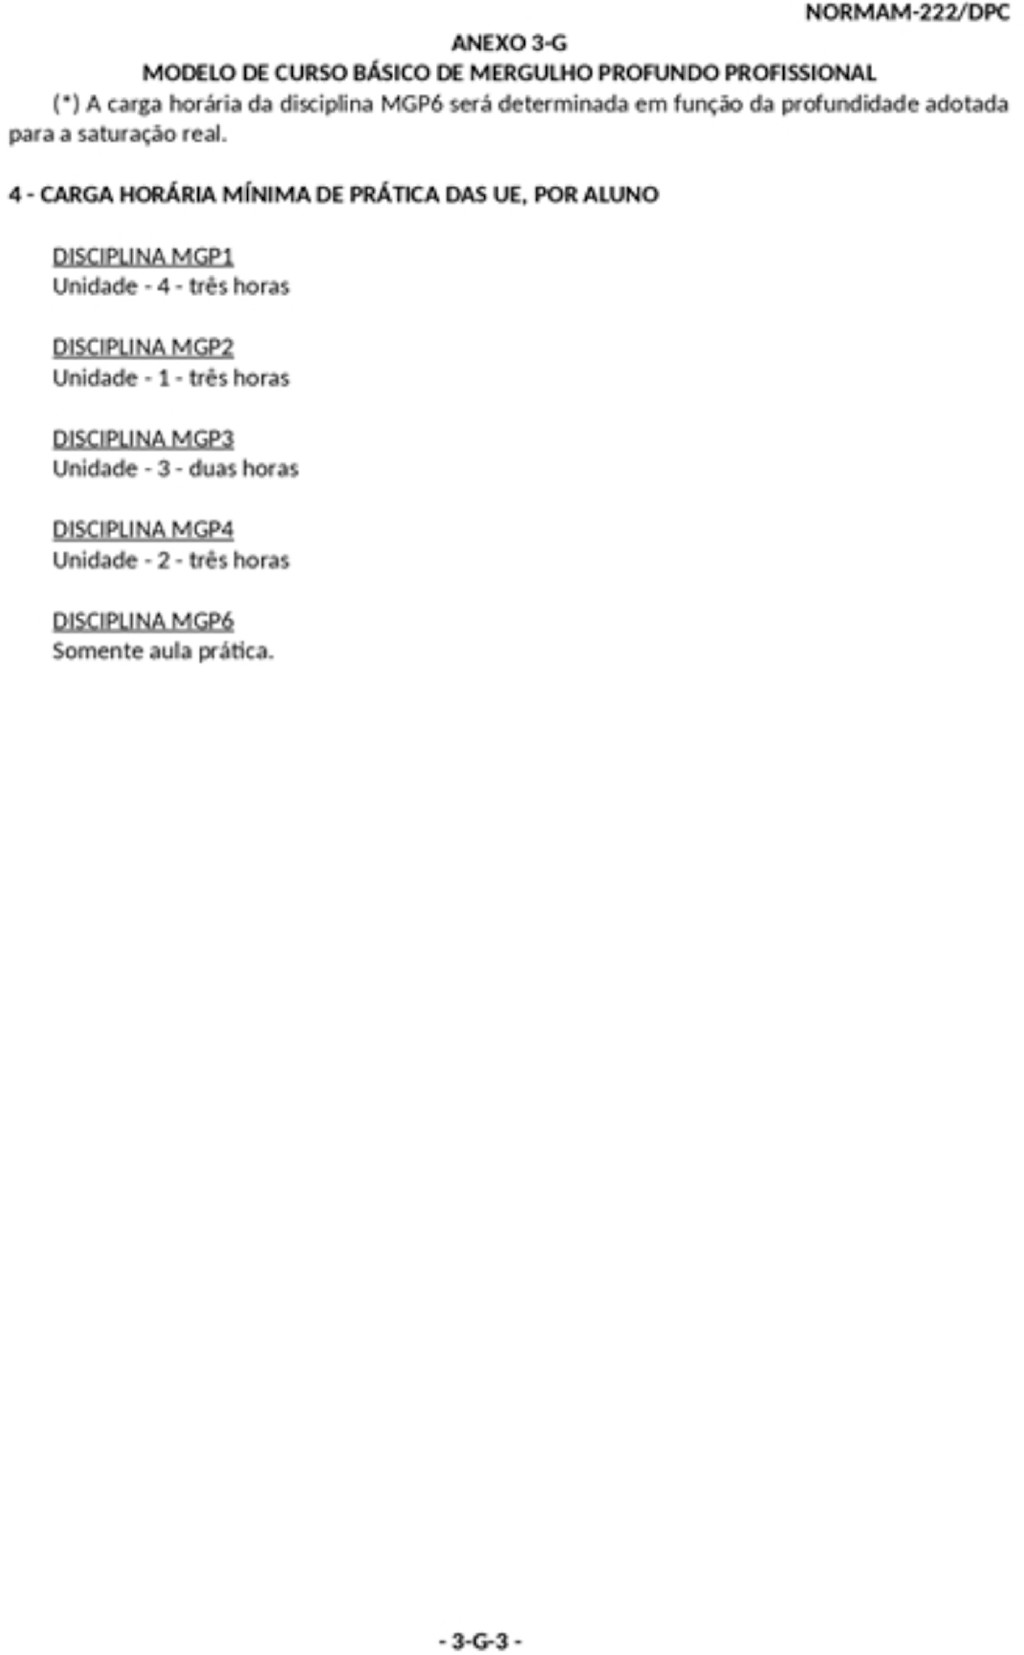 NORMAM-222/DPC
ANEXO 3-G
MODELO DE CURSO BÁSICO DE MERGULHO PROFUNDO PROFISSIONAL
(*) A carga horária da disciplina MGP6 será determinada em função da profundidade adotada
para a saturação real.
4 - CARGA HORÁRIA MÍNIMA DE PRÁTICA DAS UE, POR ALUNO
DISCIPLINA MGP1
Unidade - 4 - três horas
DISCIPLINA MGP2
Unidade - 1 - três horas
DISCIPLINA MGP3
Unidade - 3 - duas horas
DISCIPLINA MGP4
Unidade - 2 - três horas
DISCIPLINA MGP6
Somente aula prática.
- 3-G-3 -